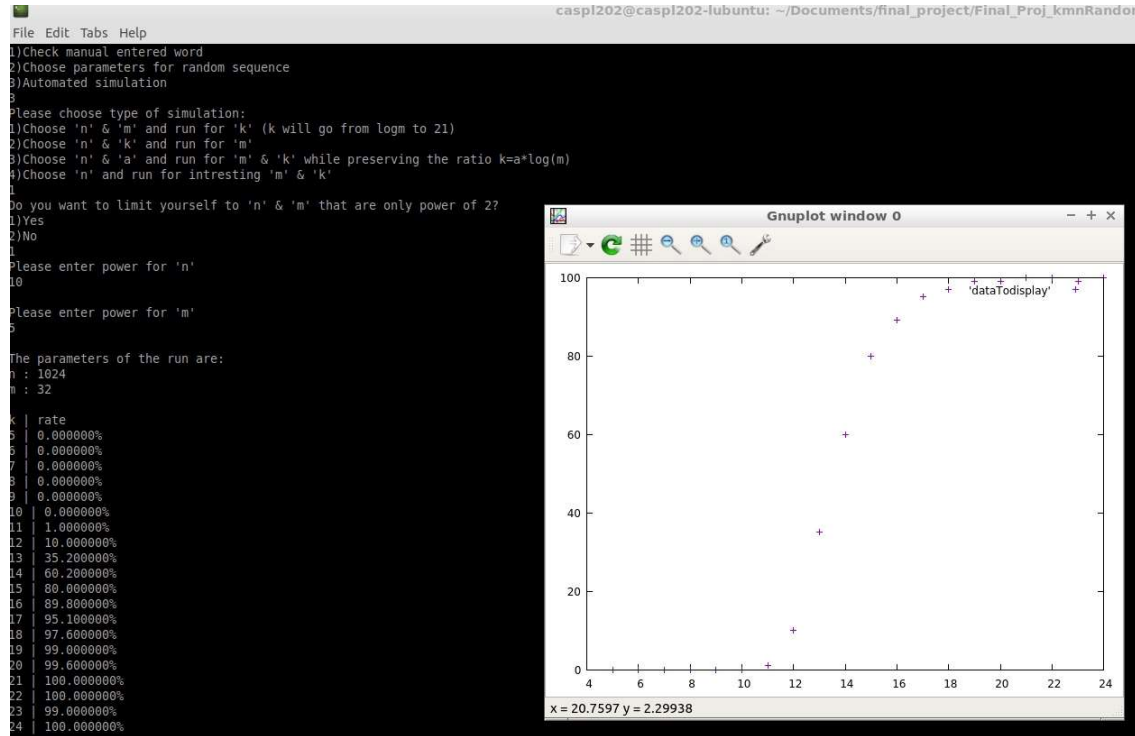 caspl202@caspl202-lubuntu: ~/Documents/final_project/Final_Proj_kmnRandor
File Edit Tabs Help
1)Check manual entered word
2)Choose parameters for random sequence
3)Automated simulation
3
Please choose type of simulation:
1)Choose 'n' & 'm' and run for 'k' (k will go from logm to 21)
2)Choose 'n' & 'k' and run for 'm'
3)Choose 'n' & 'a' and run for 'm' & 'k' while preserving the ratio k=a*log(m)
4)Choose 'n' and run for intresting 'm' & 'k'
1
Do you want to limit yourself to 'n' & 'm' that are only power of 2?
1)Yes
2)No
1
Please enter power for 'n'
10
Please enter power for 'm'
5
The parameters of the run are:
n : 1024
m : 32
k | rate
5 | 0.000000%
6 | 0.000000%
7 | 0.000000%
8 | 0.000000%
9 | 0.000000%
10 | 0.000000%
11 | 1.000000%
12 | 10.000000%
13 | 35.200000%
14 | 60.200000%
15 | 80.000000%
16 | 89.800000%
17 | 95.100000%
18 | 97.600000%
19 | 99.000000%
20 | 99.600000%
21 | 100.000000%
22 | 100.000000%
23 | 99.000000%
24 | 100.000000%
Gnuplot window 0
100
'dataTodisplay'
80
60
40
20
0
4 6 8 10 12 14 16 18 20 22 24
x = 20.7597 y = 2.29938